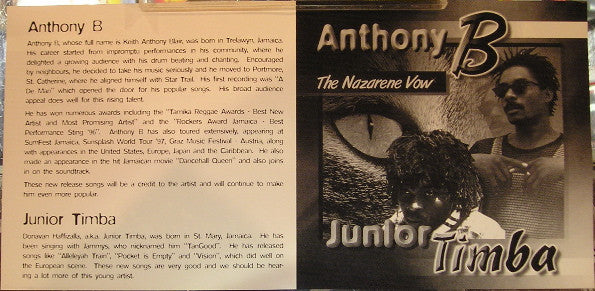 Anthony B
Anthony B, whose full name is Keith Anthony Blair, was born in Trelawyn, Jamaica.
His career started from impromptu performances in his community, where he
delighted a growing audience with his drum beating and chanting. Encouraged
by neighbours, he decided to take his music seriously and he moved to Portmore,
St. Catherine, where he aligned himself with Star Trail. His first recording was "A
De Man" which opened the door for his popular songs. His broad audience
appeal does well for this rising talent.
He has won numerous awards including the "Tamika Reggae Awards - Best New
Artist and Most Promising Artist" and the "Rockers Award Jamaica - Best
Performance Sting '96". Anthony B has also toured extensively, appearing at
SumFest Jamaica, Sunsplash World Tour '97, Graz Music Festival - Austria, along
with appearances in the United States, Europe, Japan and the Caribbean. He also
made an appearance in the hit Jamaican movie "Dancehall Queen" and also joins
in on the soundtrack.
These new release songs will be a credit to the artist and will continue to make
him even more popular.
Junior Timba
Donavan Haffizalla, a.k.a. Junior Timba, was born in St. Mary, Jamaica. He has
been singing with Jammys, who nicknamed him "TanGood". He has released
songs like "Alleleyah Train", "Pocket is Empty" and "Vision", which did well on
the European scene. These new songs are very good and we should be hear-
ing a lot more of this young artist.
Anthony B
The Nazarene Vow
Junior Timba